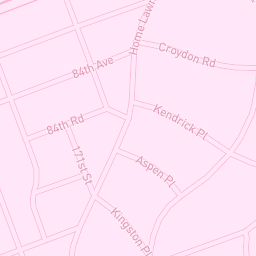 Home Lawn
Croydon Rd
84th Ave
Kendrick Pl
84th Rd
171st St
Aspen Pl
Kingston Pl